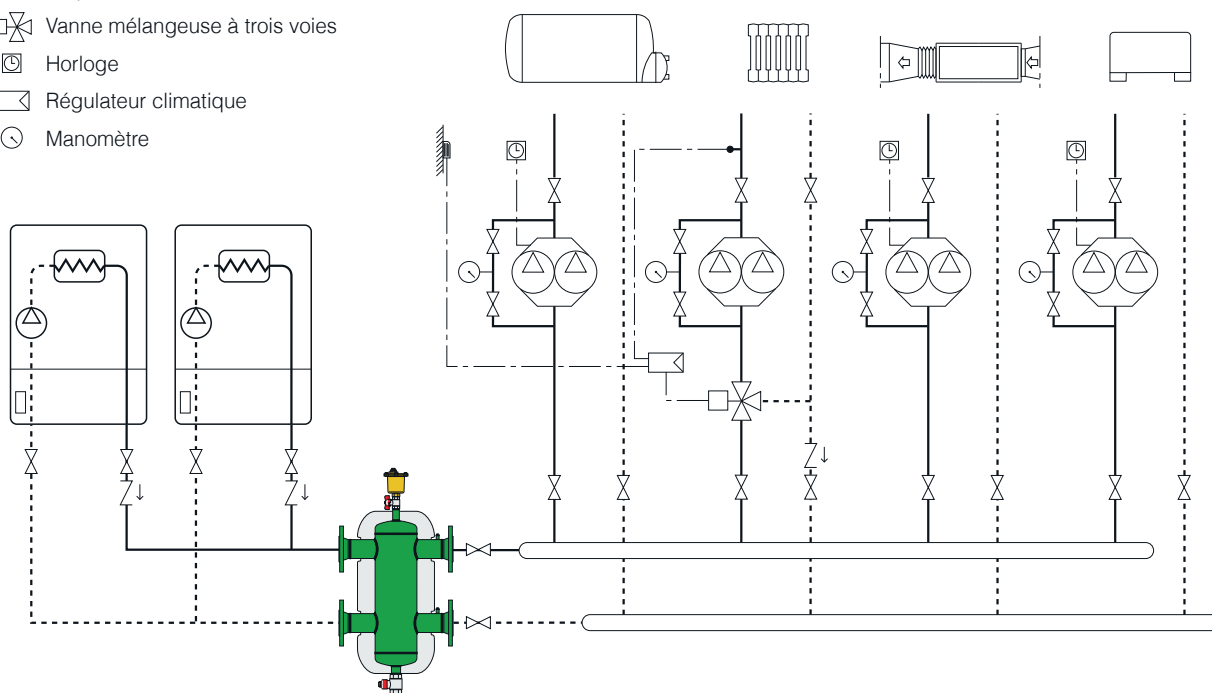 Vanne mélangeuse à trois voies
Horloge
Régulateur climatique
Manomètre